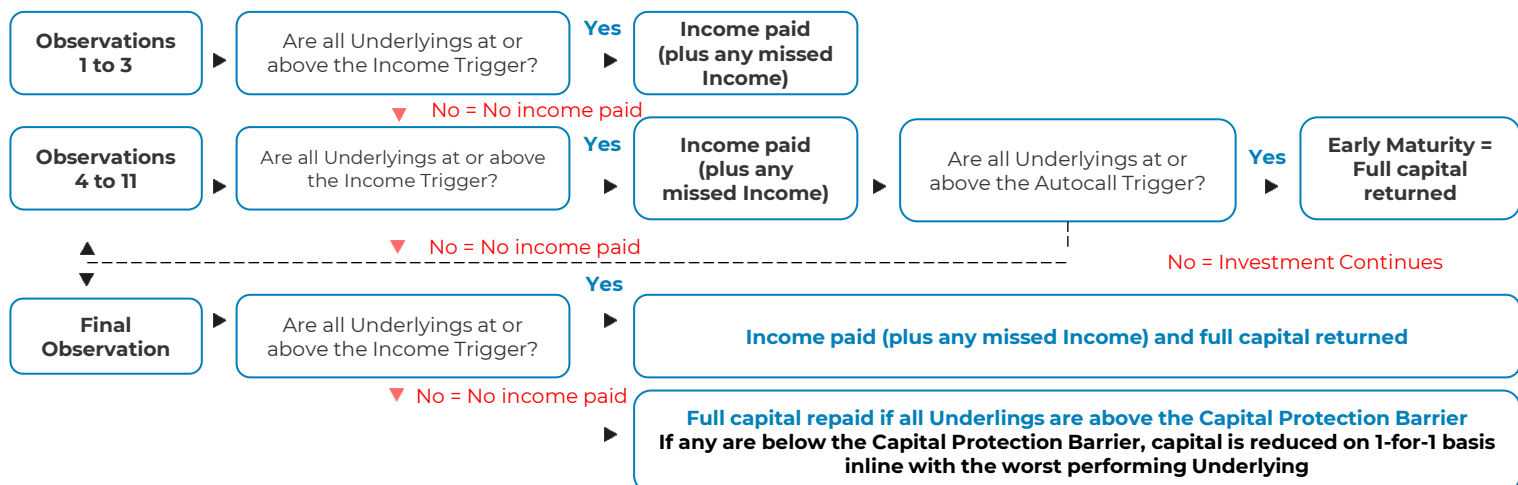 Observations
1 to 3
Are all Underlyings at or
above the Income Trigger?
Yes
Income paid
(plus any missed
Income)
No = No income paid
Observations
4 to 11
Are all Underlyings at or above
the Income Trigger?
Yes
Income paid
(plus any
missed Income)
Are all Underlyings at or
above the Autocall Trigger?
Yes
Early Maturity =
Full capital
returned
No = No income paid
No = Investment Continues
Final
Observation
Are all Underlyings at or
above the Income Trigger?
Yes
Income paid (plus any missed Income) and full capital returned
No = No income paid
Full capital repaid if all Underlings are above the Capital Protection Barrier
If any are below the Capital Protection Barrier, capital is reduced on 1-for-1 basis
inline with the worst performing Underlying